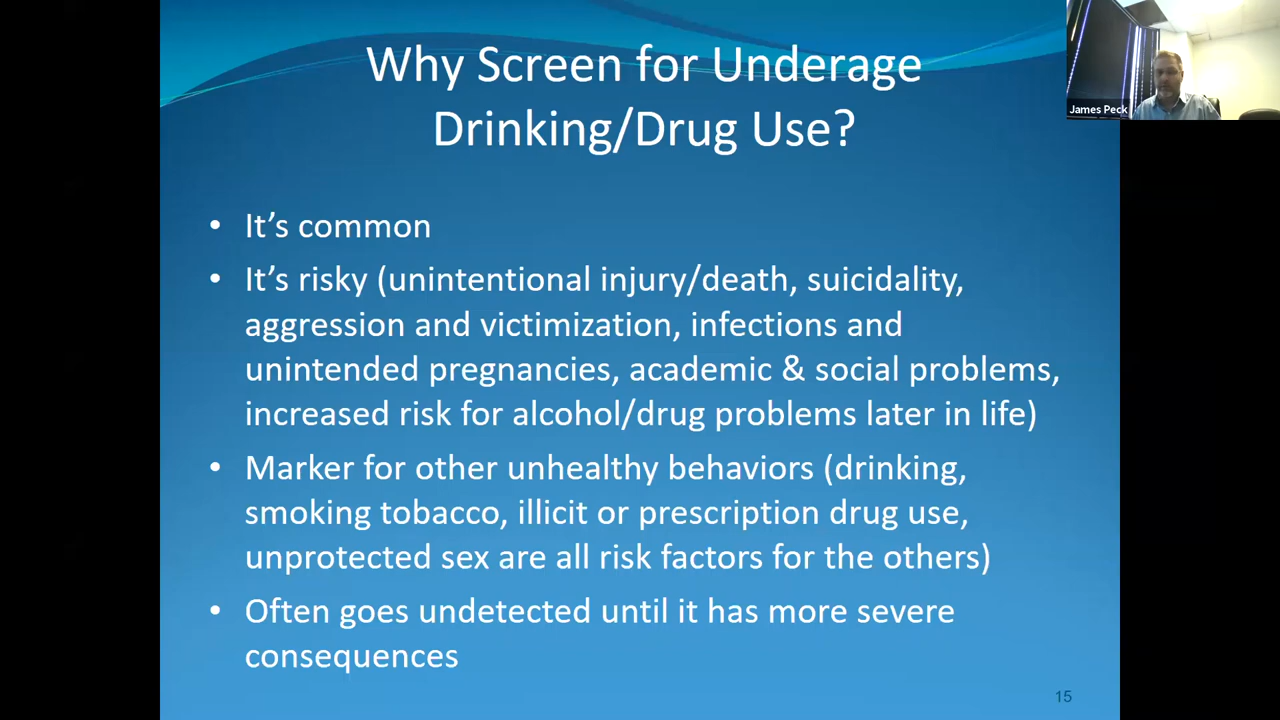 Why Screen for Underage
Drinking/Drug Use?
James Peck
• It’s common
• It’s risky (unintentional injury/death, suicidality,
aggression and victimization, infections and
unintended pregnancies, academic & social problems,
increased risk for alcohol/drug problems later in life)
• Marker for other unhealthy behaviors (drinking,
smoking tobacco, illicit or prescription drug use,
unprotected sex are all risk factors for the others)
• Often goes undetected until it has more severe
consequences
15